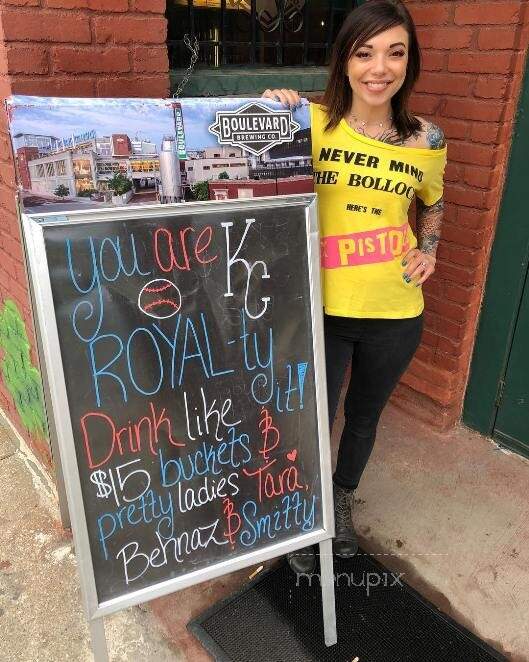 BOULEVARD
BREWING CO.
you are KC
ROYAL-ty
it!
Drink like
$15 buckets &
pretty ladies Tara,
Behnaz & Smitty
NEVER MIND
THE BOLLOC
HERE'S THE
PISTO
menupix